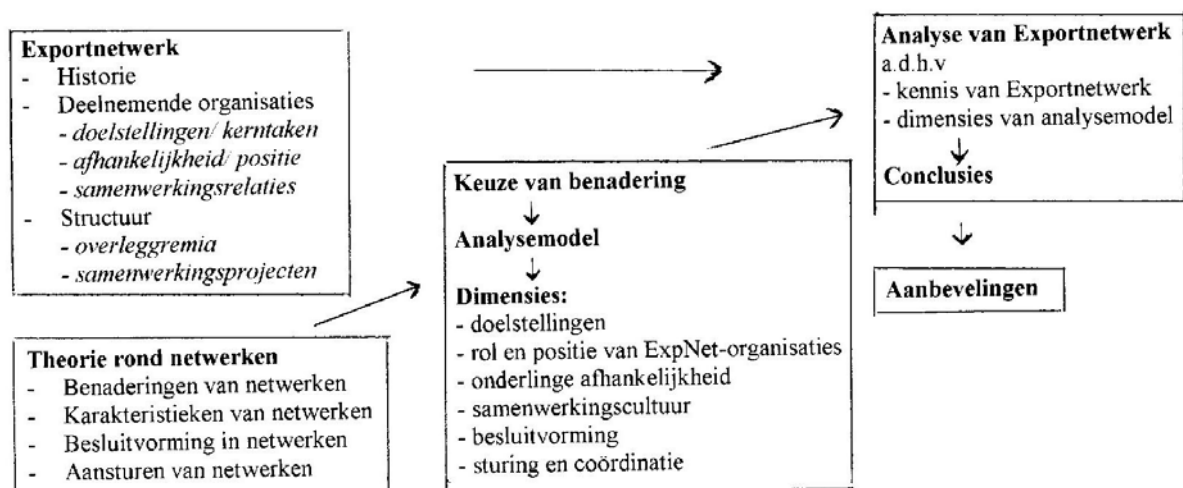 Exportnetwerk
- Historie
- Deelnemende organisaties
- doelstellingen/ kerntaken
- afhankelijkheid/ positie
- samenwerkingsrelaties
- Structuur
- overleggremia
- samenwerkingsprojecten
Theorie rond netwerken
- Benaderingen van netwerken
- Karakteristieken van netwerken
- Besluitvorming in netwerken
- Aansturen van netwerken
Keuze van benadering
Analysemodel
Dimensies:
- doelstellingen
- rol en positie van ExpNet-organisaties
- onderlinge afhankelijkheid
- samenwerkingscultuur
- besluitvorming
- sturing en coördinatie
Analyse van Exportnetwerk
a.d.h.v
- kennis van Exportnetwerk
- dimensies van analysemodel
Conclusies
Aanbevelingen